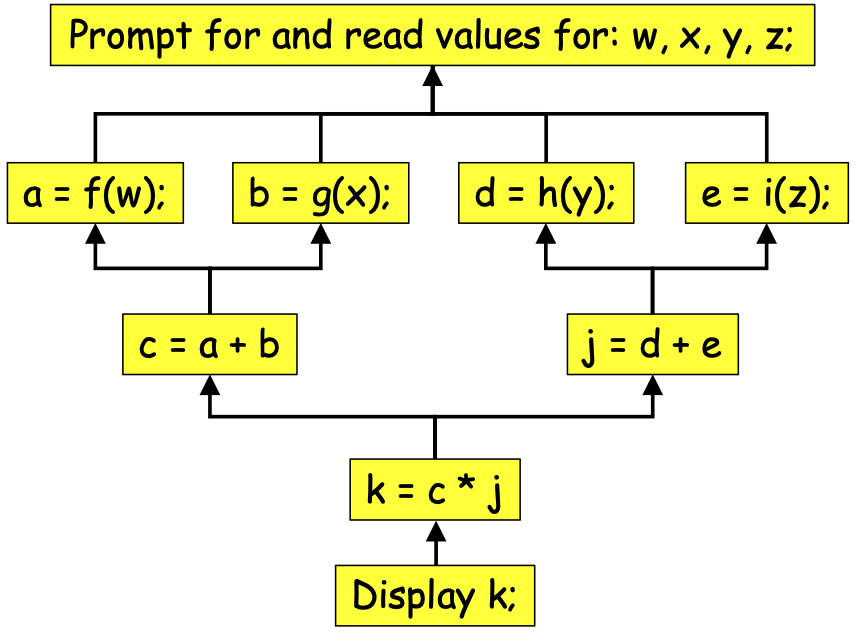 Prompt for and read values for: w, x, y, z;
a = f(w);
b = g(x);
d = h(y);
e = i(z);
c = a + b
j = d + e
k = c * j
Display k;